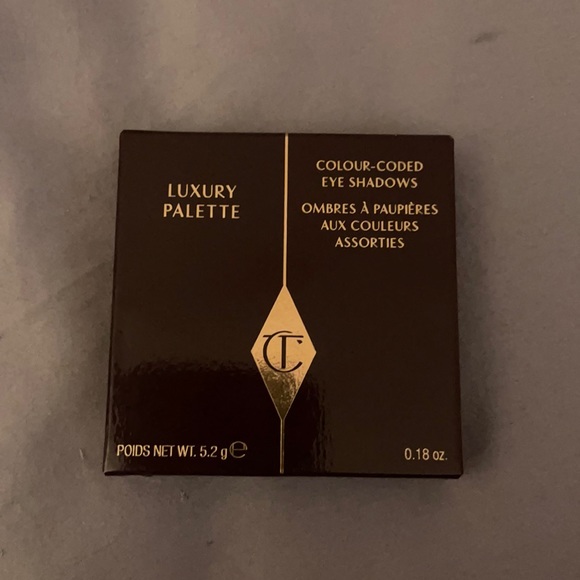 LUXURY
PALETTE
COLOUR-CODED
EYE SHADOWS
OMBRES À PAUPIÈRES
AUX COULEURS
ASSORTIES
CT
POIDS NET WT. 5.2 g ℮
0.18 oz.